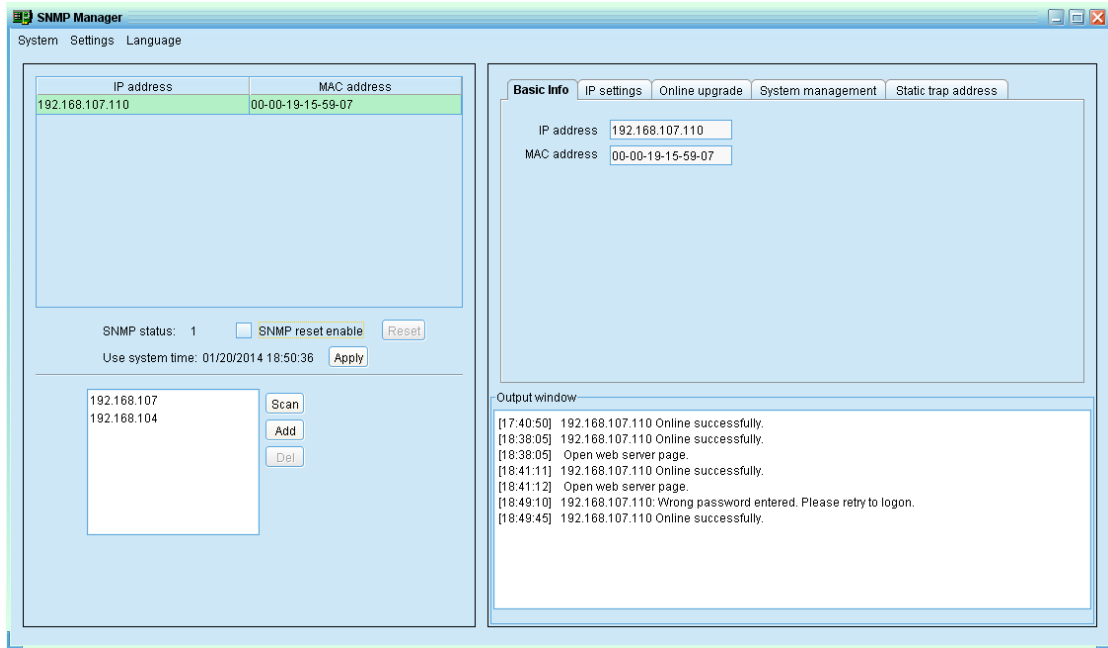 SNMP Manager
System Settings Language
IP address MAC address
192.168.107.110 00-00-19-15-59-07
SNMP status: 1 SNMP reset enable Reset
Use system time: 01/20/2014 18:50:36 Apply
192.168.107
192.168.104
Scan
Add
Del
Basic Info IP settings Online upgrade System management Static trap address
IP address 192.168.107.110
MAC address 00-00-19-15-59-07
Output window
[17:40:50] 192.168.107.110 Online successfully.
[18:38:05] 192.168.107.110 Online successfully.
[18:38:05] Open web server page.
[18:41:11] 192.168.107.110 Online successfully.
[18:41:12] Open web server page.
[18:49:10] 192.168.107.110: Wrong password entered. Please retry to logon.
[18:49:45] 192.168.107.110 Online successfully.